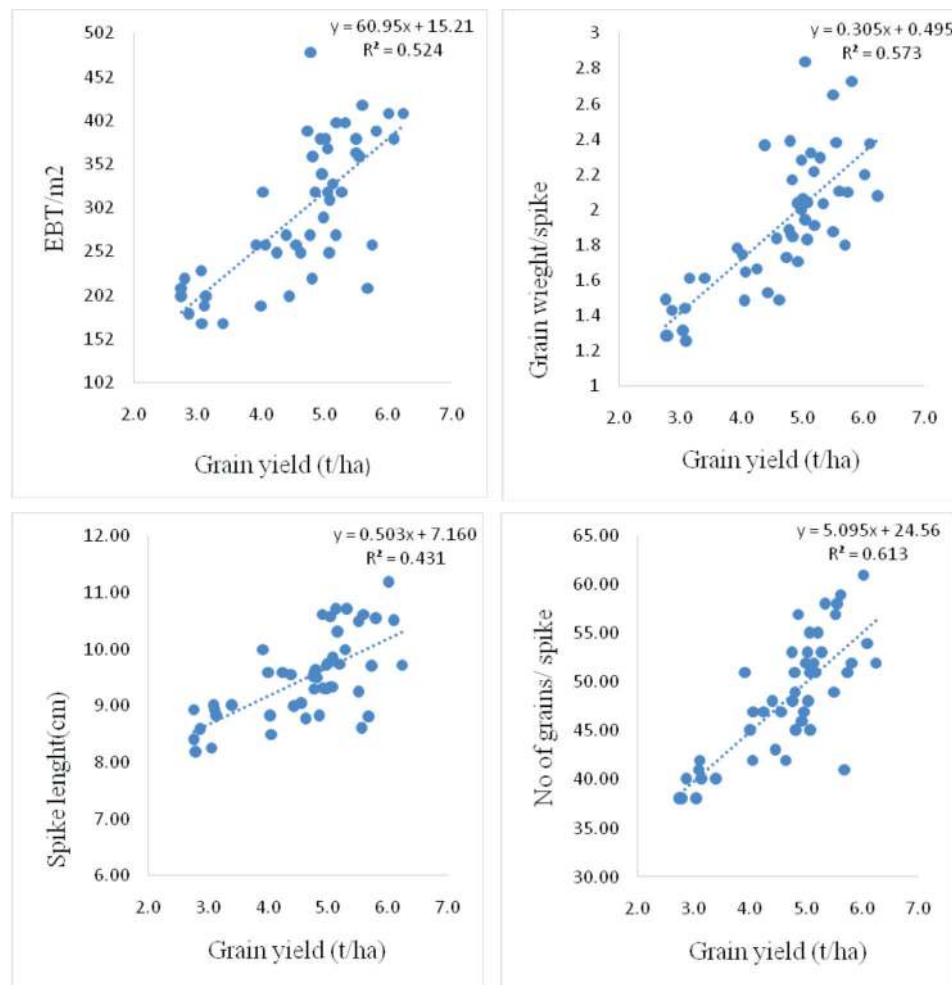 y = 60.95x + 15.21
R² = 0.524
502
452
402
352
302
252
202
152
102
EBT/m2
2.0 3.0 4.0 5.0 6.0 7.0
Grain yield (t/ha)
y = 0.305x + 0.495
R² = 0.573
3
2.8
2.6
2.4
2.2
2
1.8
1.6
1.4
1.2
1
Grain wieght/spike
2.0 3.0 4.0 5.0 6.0 7.0
Grain yield (t/ha)
y = 0.503x + 7.160
R² = 0.431
12.00
11.00
10.00
9.00
8.00
7.00
6.00
Spike lenght(cm)
2.0 3.0 4.0 5.0 6.0 7.0
Grain yield (t/ha)
y = 5.095x + 24.56
R² = 0.613
65.00
60.00
55.00
50.00
45.00
40.00
35.00
30.00
No of grains/ spike
2.0 3.0 4.0 5.0 6.0 7.0
Grain yield (t/ha)